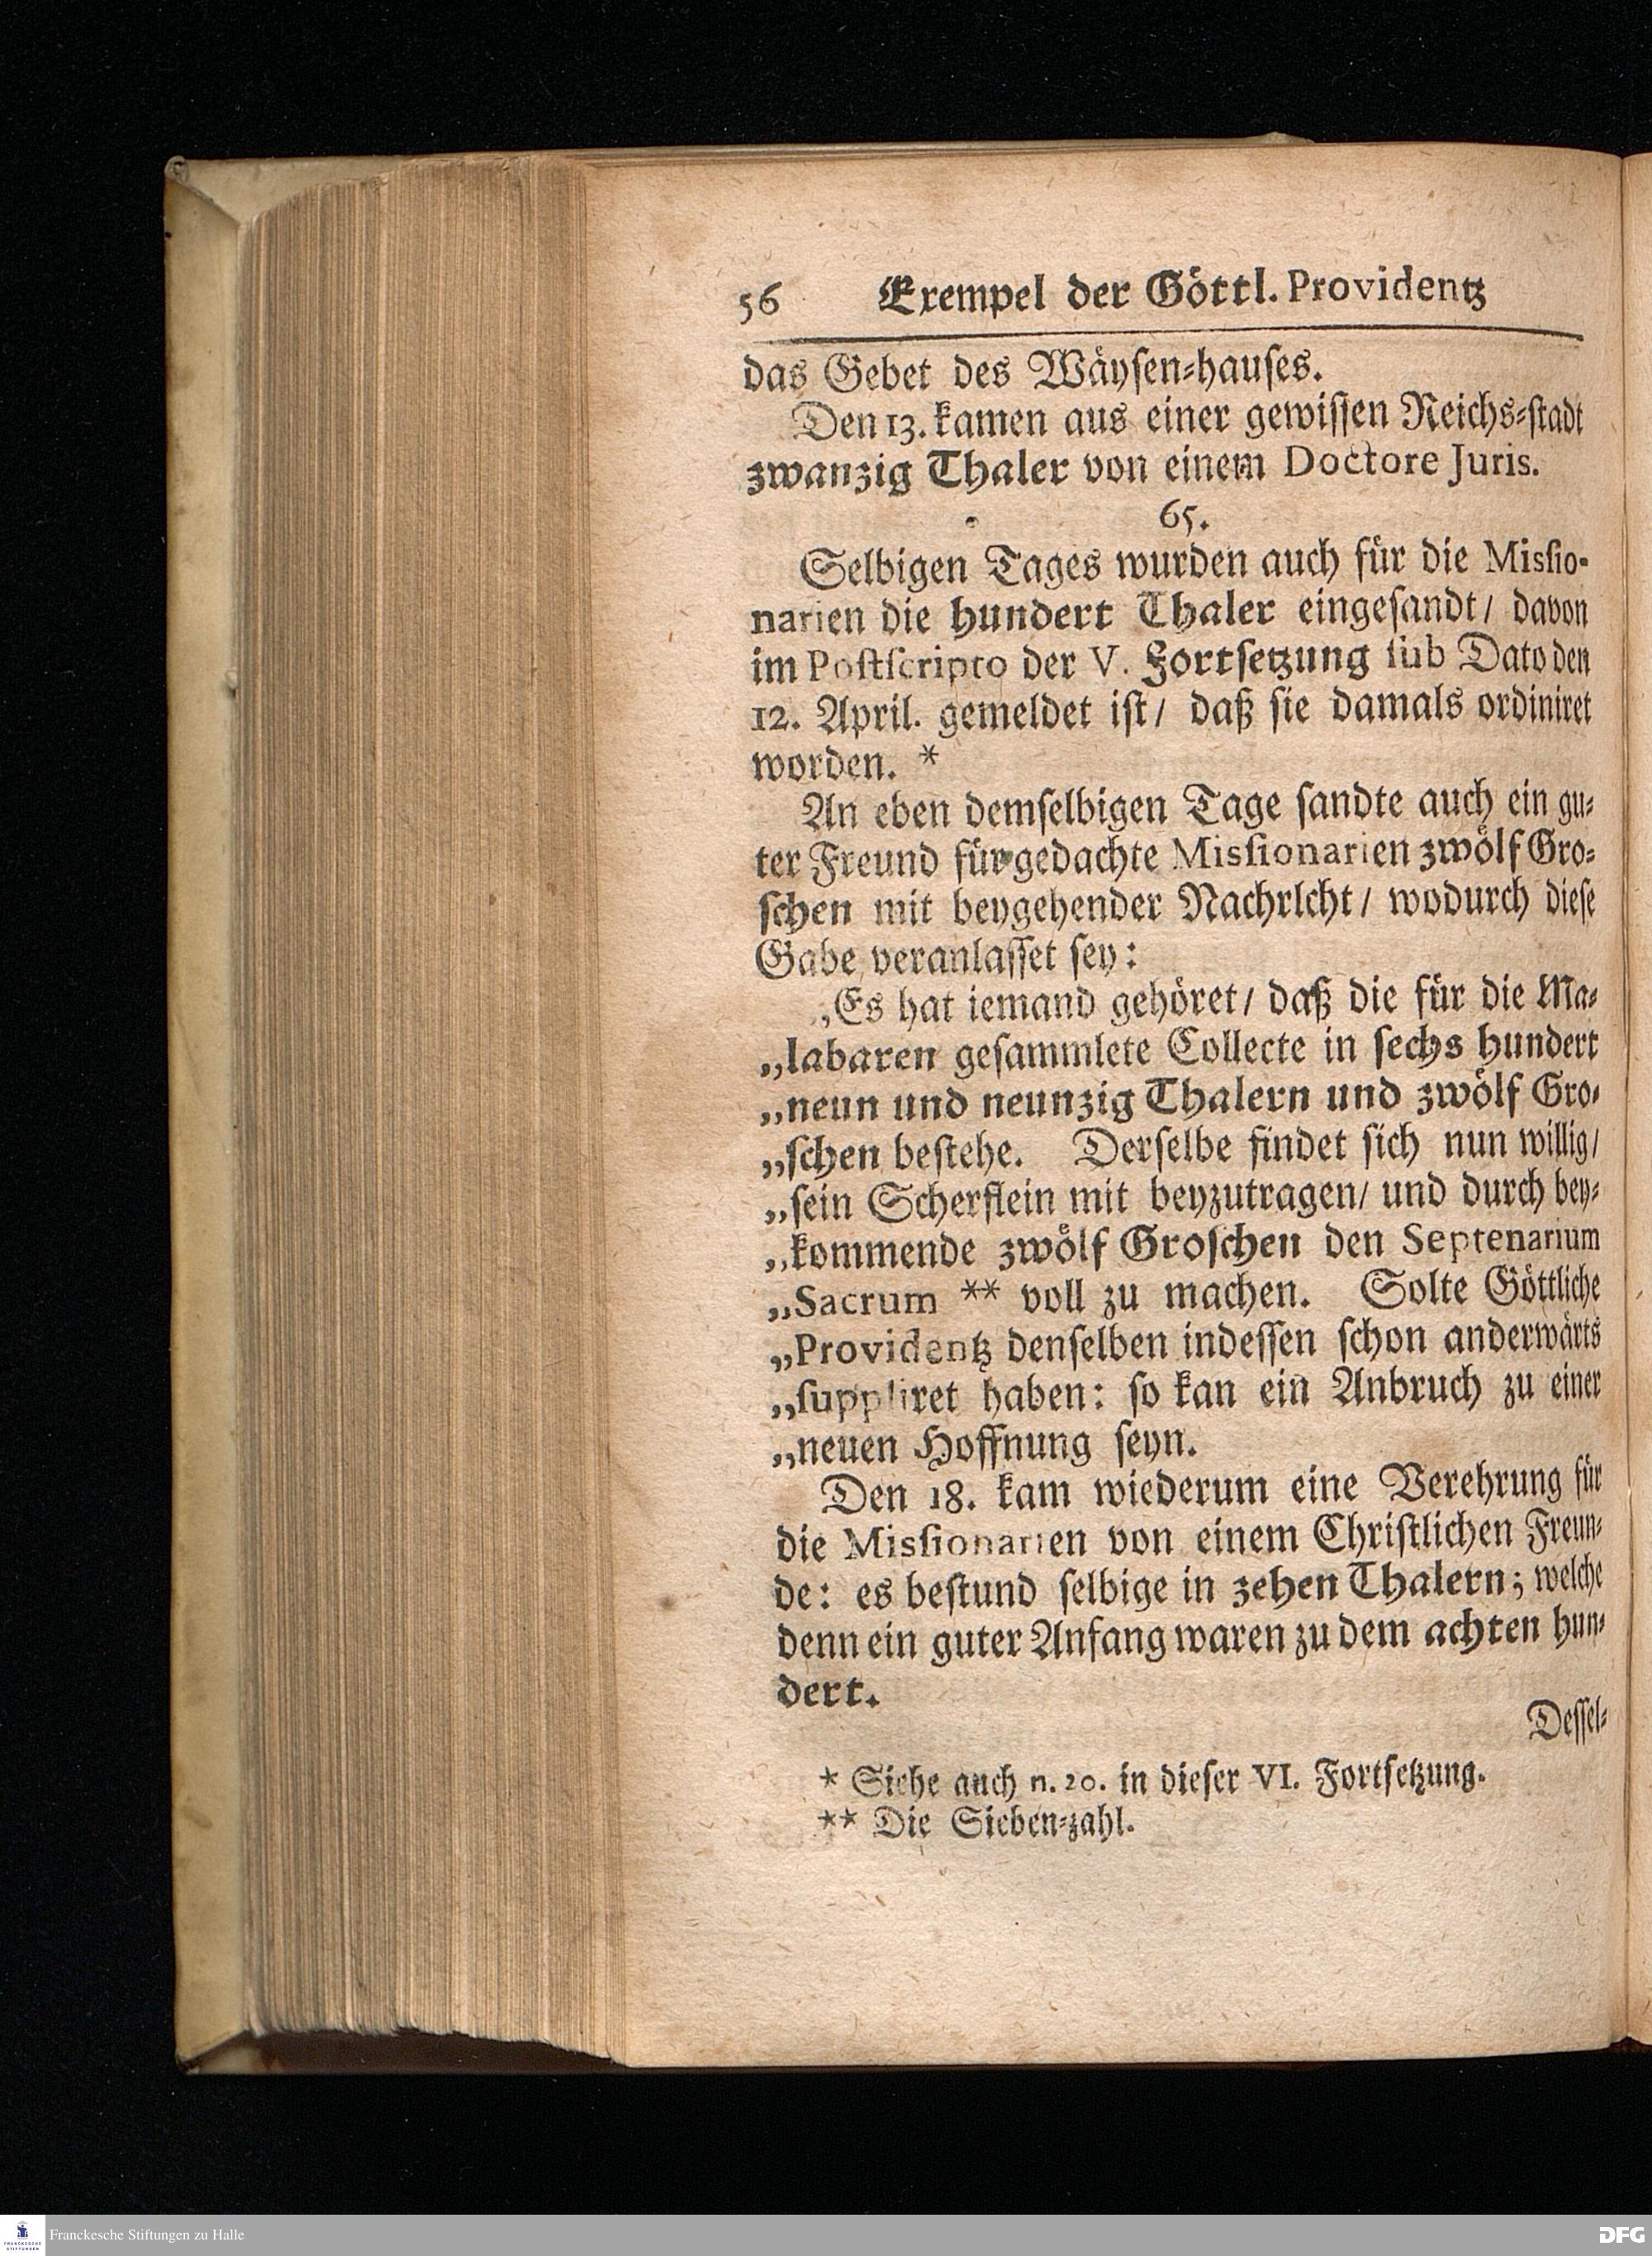 56 Exempel der Göttl. Providentz
das Gebet des Wäysen-hauses.
Den 13. kamen aus einer gewissen Reichs-stadt
zwanzig Thaler von einem Doctore Juris.
65.
Selbigen Tages wurden auch für die Missio-
narien die hundert Thaler eingesandt/ davon
im Postscripto der V. Fortsetzung sub Dato den
12. April. gemeldet ist/ daß sie damals ordiniret
worden. *
An eben demselbigen Tage sandte auch ein gu-
ter Freund für gedachte Missionarien zwölf Gro-
schen mit beygehender Nachrlcht/ wodurch diese
Gabe veranlasset sey:
„Es hat iemand gehöret/ daß die für die Ma-
„labaren gesammlete Collecte in sechs hundert
„neun und neunzig Thalern und zwölf Gro-
„schen bestehe. Derselbe findet sich nun willig/
„sein Scherflein mit beyzutragen/ und durch bey-
„kommende zwölf Groschen den Septenarium
„Sacrum ** voll zu machen. Solte Göttliche
„Providentz denselben indessen schon anderwärts
„suppliret haben: so kan ein Anbruch zu einer
„neuen Hoffnung seyn.
Den 18. kam wiederum eine Verehrung für
die Missionarien von einem Christlichen Freun-
de: es bestund selbige in zehen Thalern; welche
denn ein guter Anfang waren zu dem achten hun-
dert.
Dessel-
* Siehe auch n. 20. in dieser VI. Fortsetzung.
** Die Sieben-zahl.
FRANCKESCHE STIFTUNGEN
Franckesche Stiftungen zu Halle
DFG